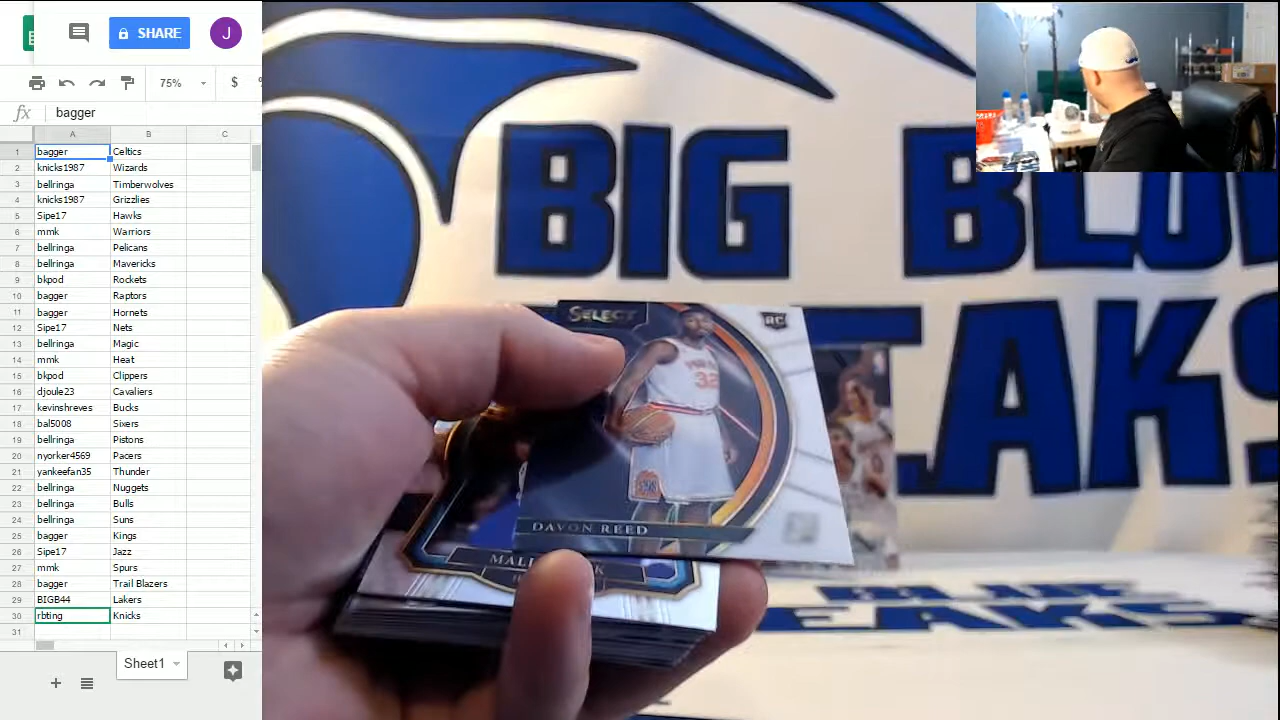 SHARE
J
75%
$ %
fx bagger
A B C
1 bagger Celtics
2 knicks1987 Wizards
3 bellringa Timberwolves
4 knicks1987 Grizzlies
5 Sipe17 Hawks
6 mmk Warriors
7 bellringa Pelicans
8 bellringa Mavericks
9 bkpod Rockets
10 bagger Raptors
11 bagger Hornets
12 Sipe17 Nets
13 bellringa Magic
14 mmk Heat
15 bkpod Clippers
16 djoule23 Cavaliers
17 kevinshreves Bucks
18 bal5008 Sixers
19 bellringa Pistons
20 nyorker4569 Pacers
21 yankeefan35 Thunder
22 bellringa Nuggets
23 bellringa Bulls
24 bellringa Suns
25 bagger Kings
26 Sipe17 Jazz
27 mmk Spurs
28 bagger Trail Blazers
29 BIGB44 Lakers
30 rbting Knicks
31
Sheet1
BIG BLU
EAKS
SELECT
RC
32
DAVON REED
MALI
EAKS